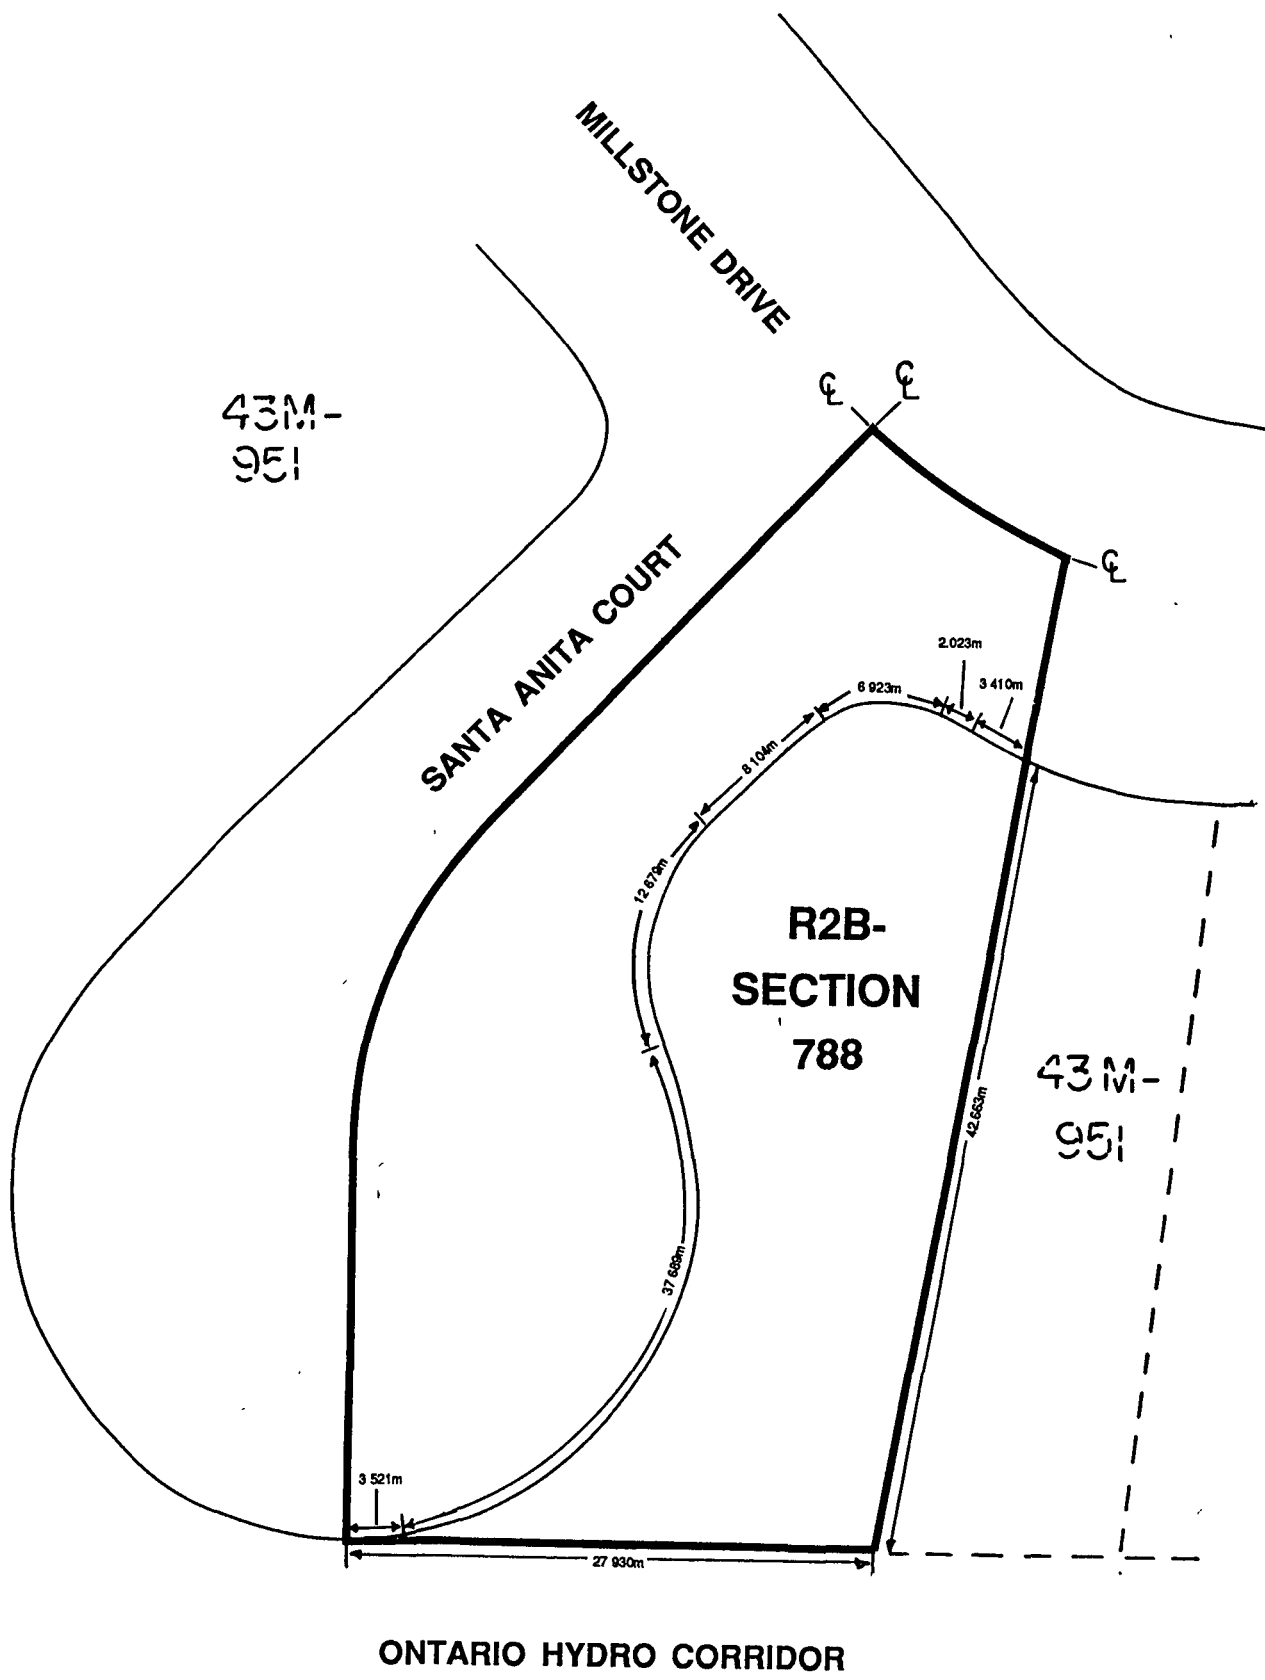 MILLSTONE DRIVE
℄ ℄
43M-
951
SANTA ANITA COURT
℄
2.023m
3 410m
6 923m
8 104m
12 679m
R2B-
SECTION
788
43M-
951
42.663m
37 689m
3 521m
27 930m
ONTARIO HYDRO CORRIDOR